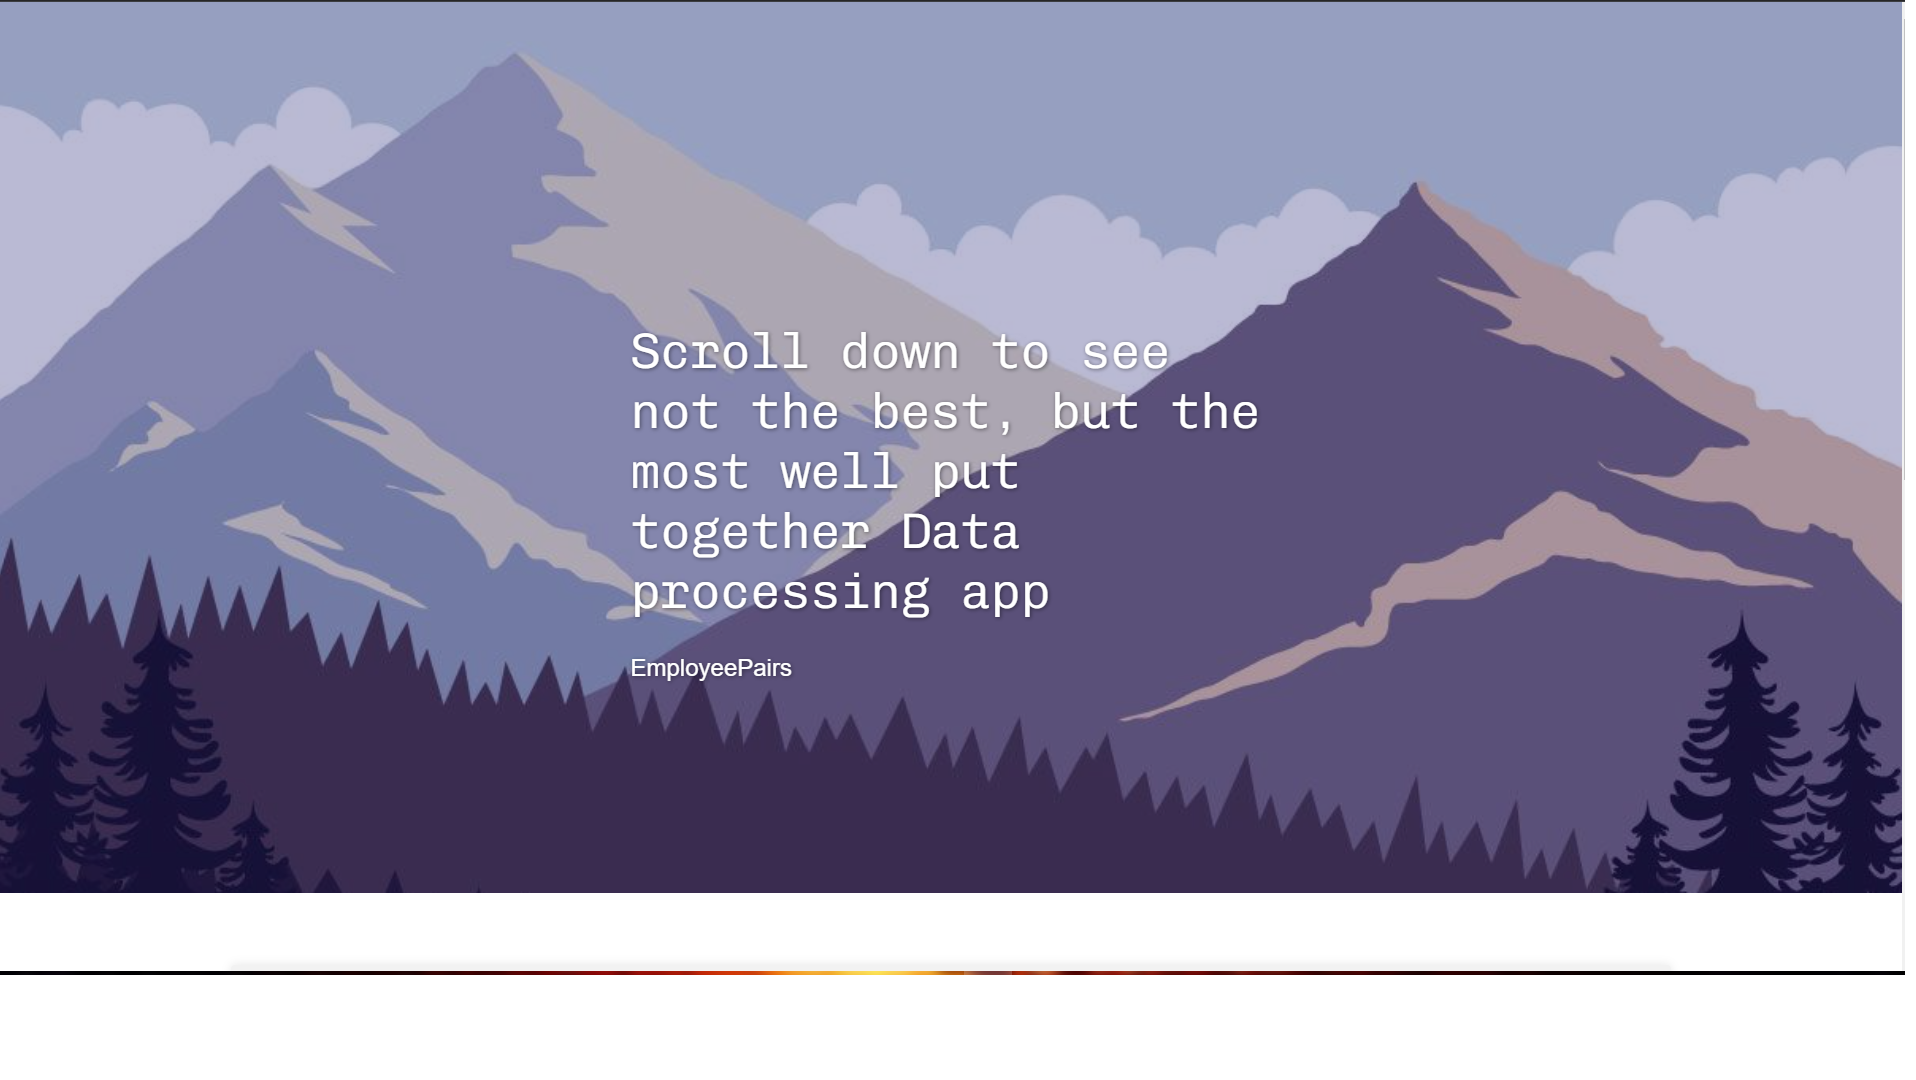 Scroll down to see
not the best, but the
most well put
together Data
processing app
EmployeePairs